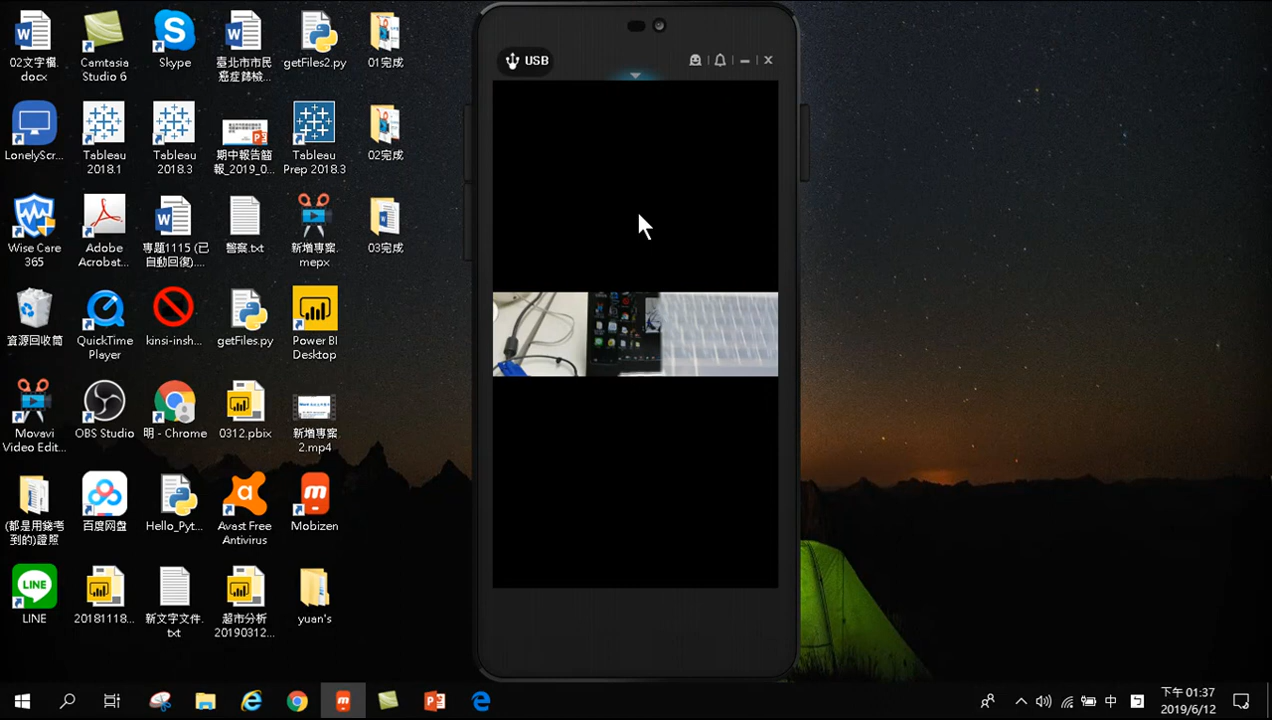 USB
02文字檔.
docx
Camtasia
Studio 6
Skype
臺北市市民
癌症篩檢...
getFiles2.py
01完成
LonelyScr...
Tableau
2018.1
Tableau
2018.3
期中報告簡
報_2019_0...
Tableau
Prep 2018.3
02完成
Wise Care
365
Adobe
Acrobat...
專題1115 (已
自動回復)....
警察.txt
新增專案.
mepx
03完成
資源回收筒
QuickTime
Player
kinsi-insh...
getFiles.py
Power BI
Desktop
Movavi
Video Edit...
OBS Studio
明 - Chrome
0312.pbix
新增專案
2.mp4
(都是用錢考
到的)證照
百度网盘
Hello_Pyt...
Avast Free
Antivirus
Mobizen
LINE
LINE
20181118...
新文字文件.
txt
超市分析
20190312...
yuan's
中
下午 01:37
2019/6/12